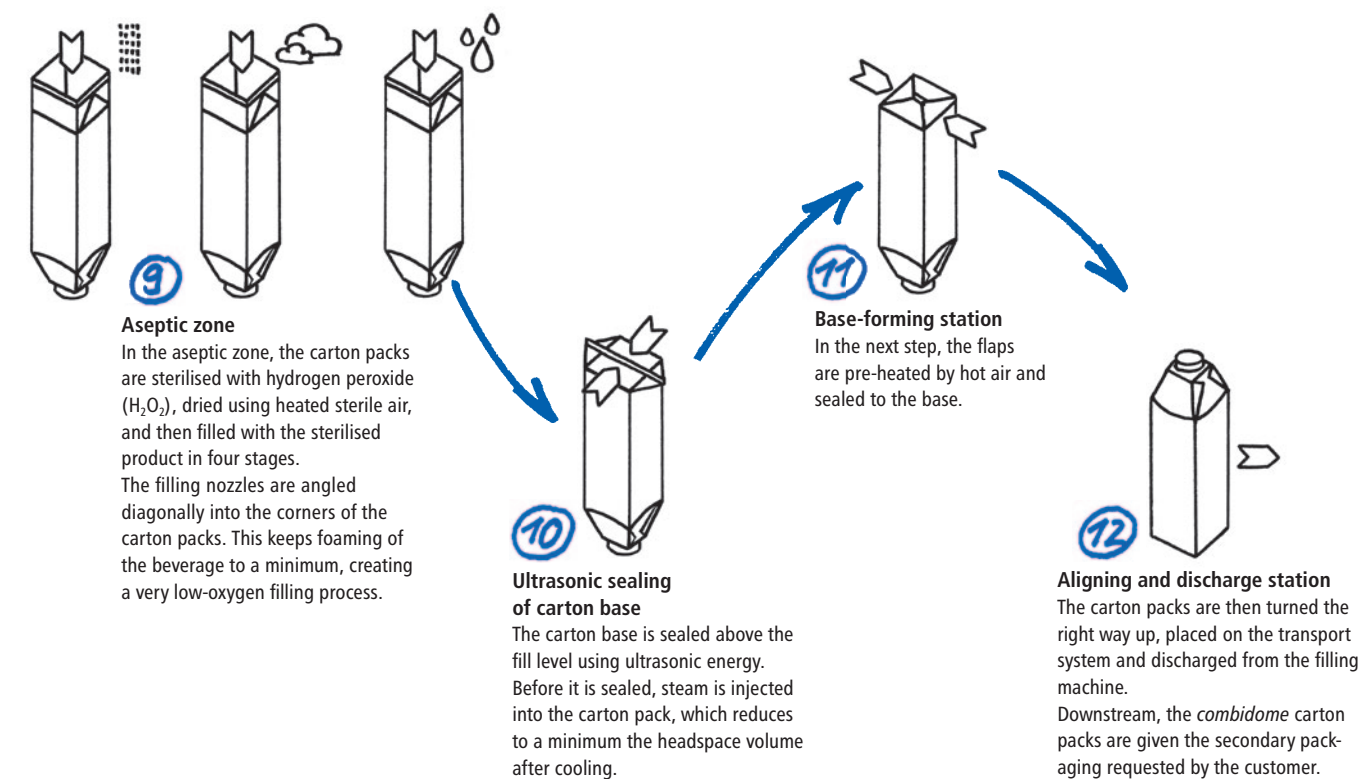 9
Aseptic zone
In the aseptic zone, the carton packs
are sterilised with hydrogen peroxide
(H₂O₂), dried using heated sterile air,
and then filled with the sterilised
product in four stages.
The filling nozzles are angled
diagonally into the corners of the
carton packs. This keeps foaming of
the beverage to a minimum, creating
a very low-oxygen filling process.
10
Ultrasonic sealing
of carton base
The carton base is sealed above the
fill level using ultrasonic energy.
Before it is sealed, steam is injected
into the carton pack, which reduces
to a minimum the headspace volume
after cooling.
11
Base-forming station
In the next step, the flaps
are pre-heated by hot air and
sealed to the base.
12
Aligning and discharge station
The carton packs are then turned the
right way up, placed on the transport
system and discharged from the filling
machine.
Downstream, the combidome carton
packs are given the secondary pack-
aging requested by the customer.